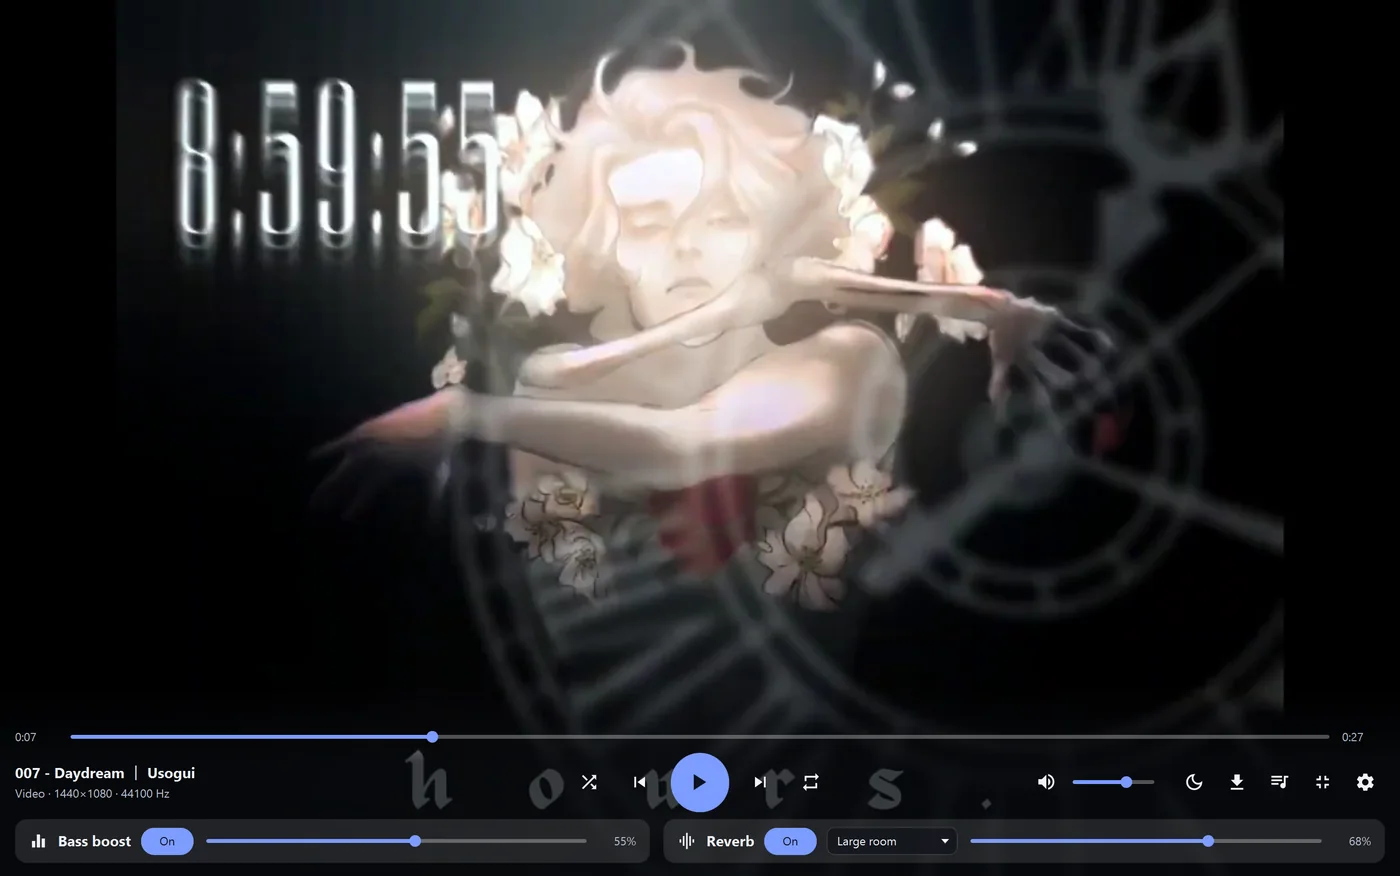 8:59:55
0:07
0:27
hours.
007 - Daydream │ Usogui
Video · 1440×1080 · 44100 Hz
Bass boost
On
55%
Reverb
On
Large room
68%